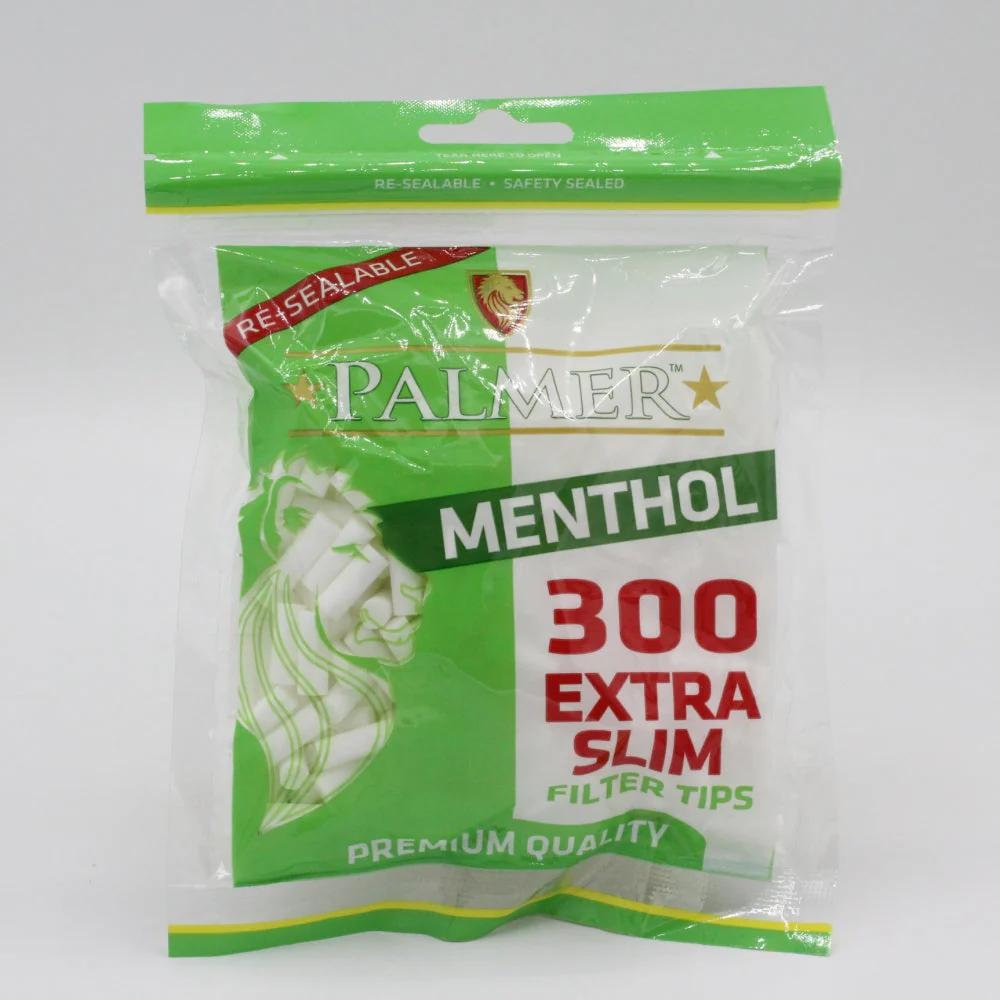 TEAR HERE TO OPEN
RE-SEALABLE • SAFETY SEALED
RE-SEALABLE
PALMER™
MENTHOL
300
EXTRA
SLIM
FILTER TIPS
PREMIUM QUALITY